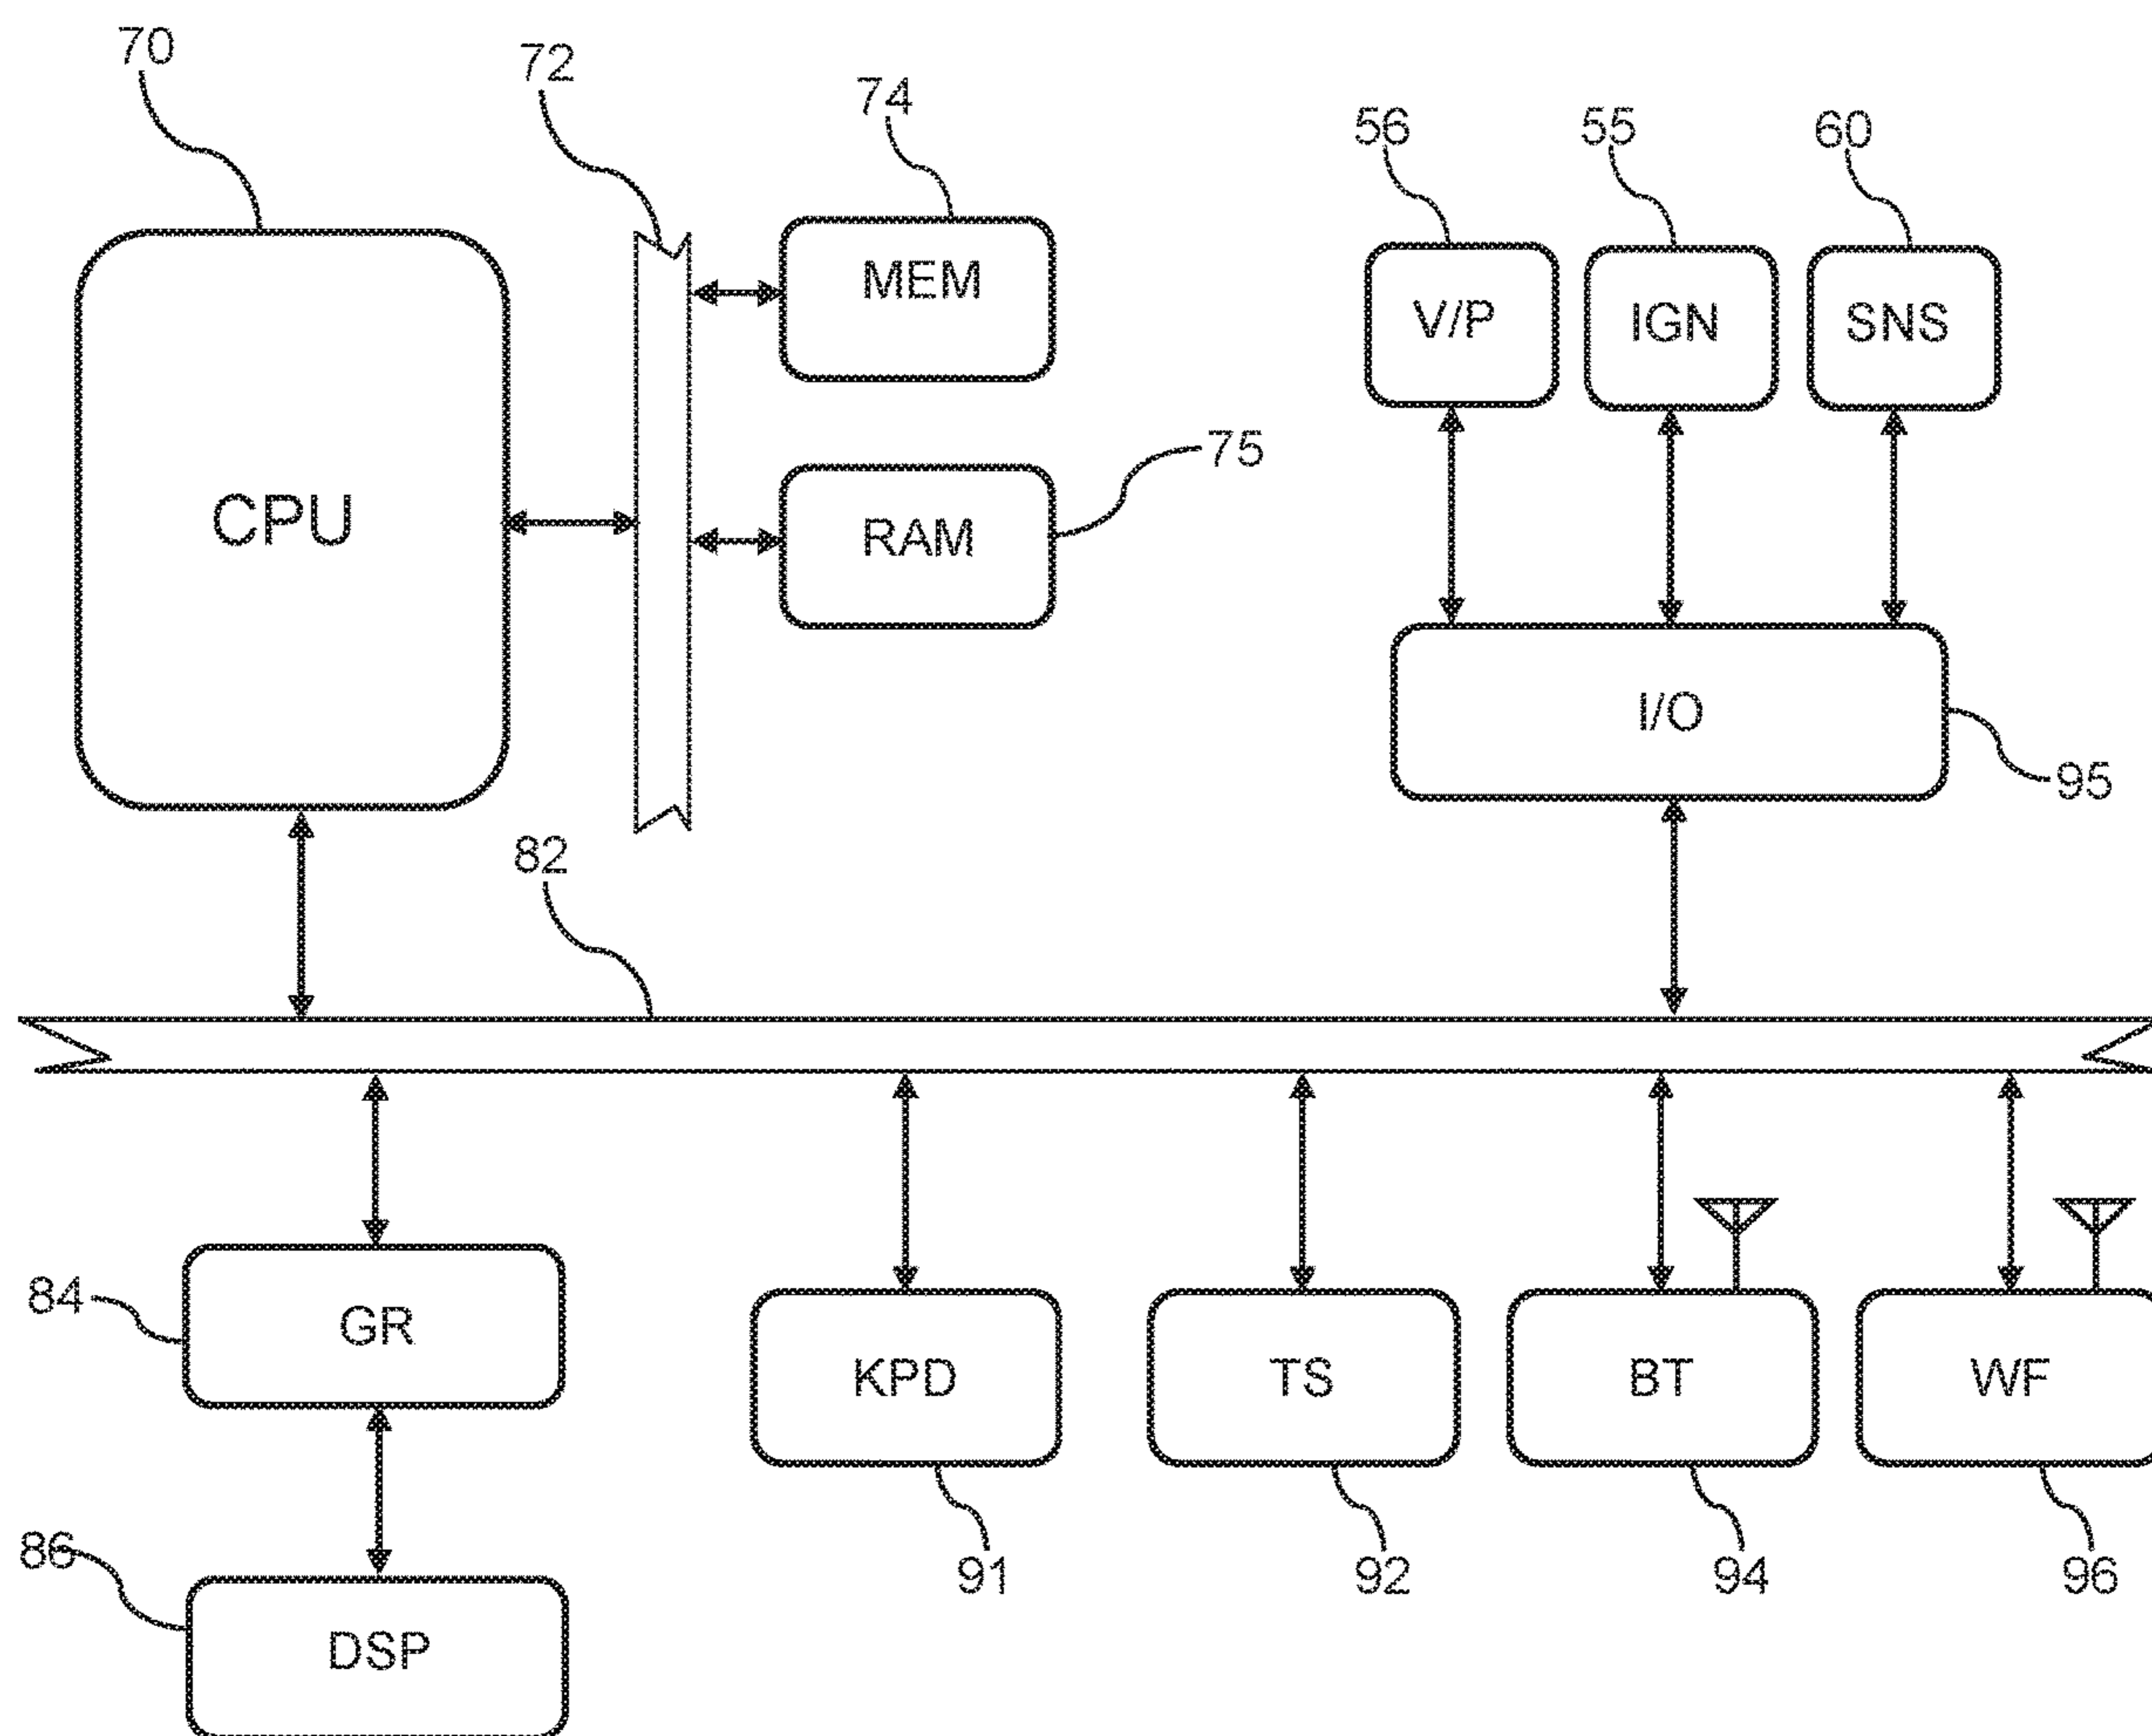 70
72
74
56
55
60
MEM
V/P
IGN
SNS
75
CPU
RAM
I/O
95
82
84
GR
KPD
TS
BT
WF
86
91
92
94
96
DSP